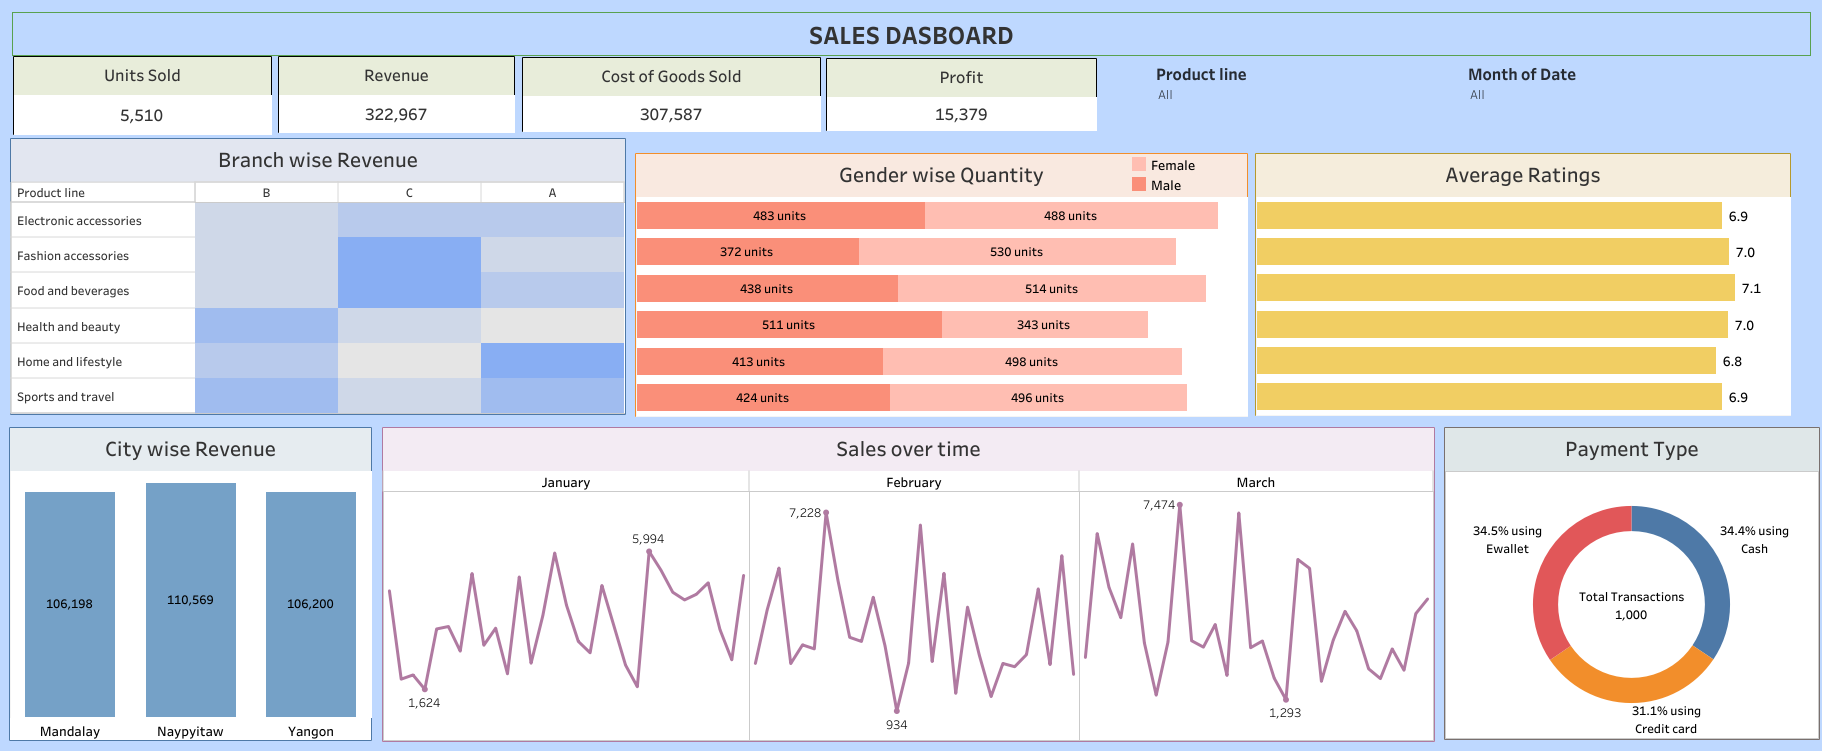 SALES DASBOARD
Units Sold
5,510
Revenue
322,967
Cost of Goods Sold
307,587
Profit
15,379
Product line
All
Month of Date
All
Branch wise Revenue
Product line B C A
Electronic accessories
Fashion accessories
Food and beverages
Health and beauty
Home and lifestyle
Sports and travel
Gender wise Quantity
Female
Male
483 units 488 units
372 units 530 units
438 units 514 units
511 units 343 units
413 units 498 units
424 units 496 units
Average Ratings
6.9
7.0
7.1
7.0
6.8
6.9
City wise Revenue
106,198 110,569 106,200
Mandalay Naypyitaw Yangon
Sales over time
January February March
1,624
5,994
7,228
934
7,474
1,293
Payment Type
34.5% using
Ewallet
34.4% using
Cash
Total Transactions
1,000
31.1% using
Credit card